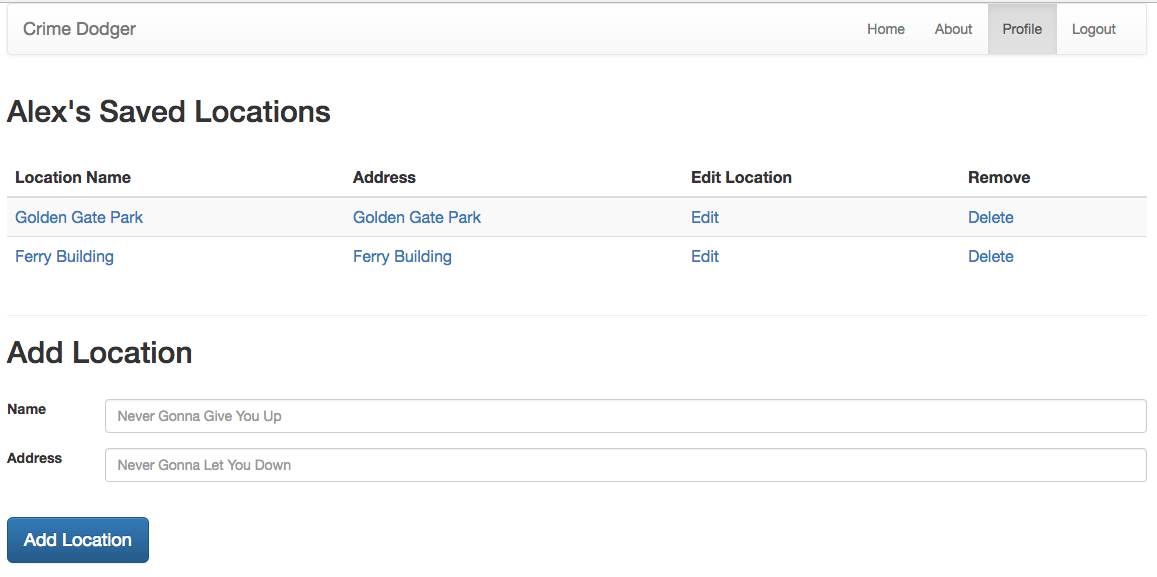 Crime Dodger Home About Profile Logout
Alex's Saved Locations
Location Name Address Edit Location Remove
Golden Gate Park Golden Gate Park Edit Delete
Ferry Building Ferry Building Edit Delete
Add Location
Name Never Gonna Give You Up
Address Never Gonna Let You Down
Add Location